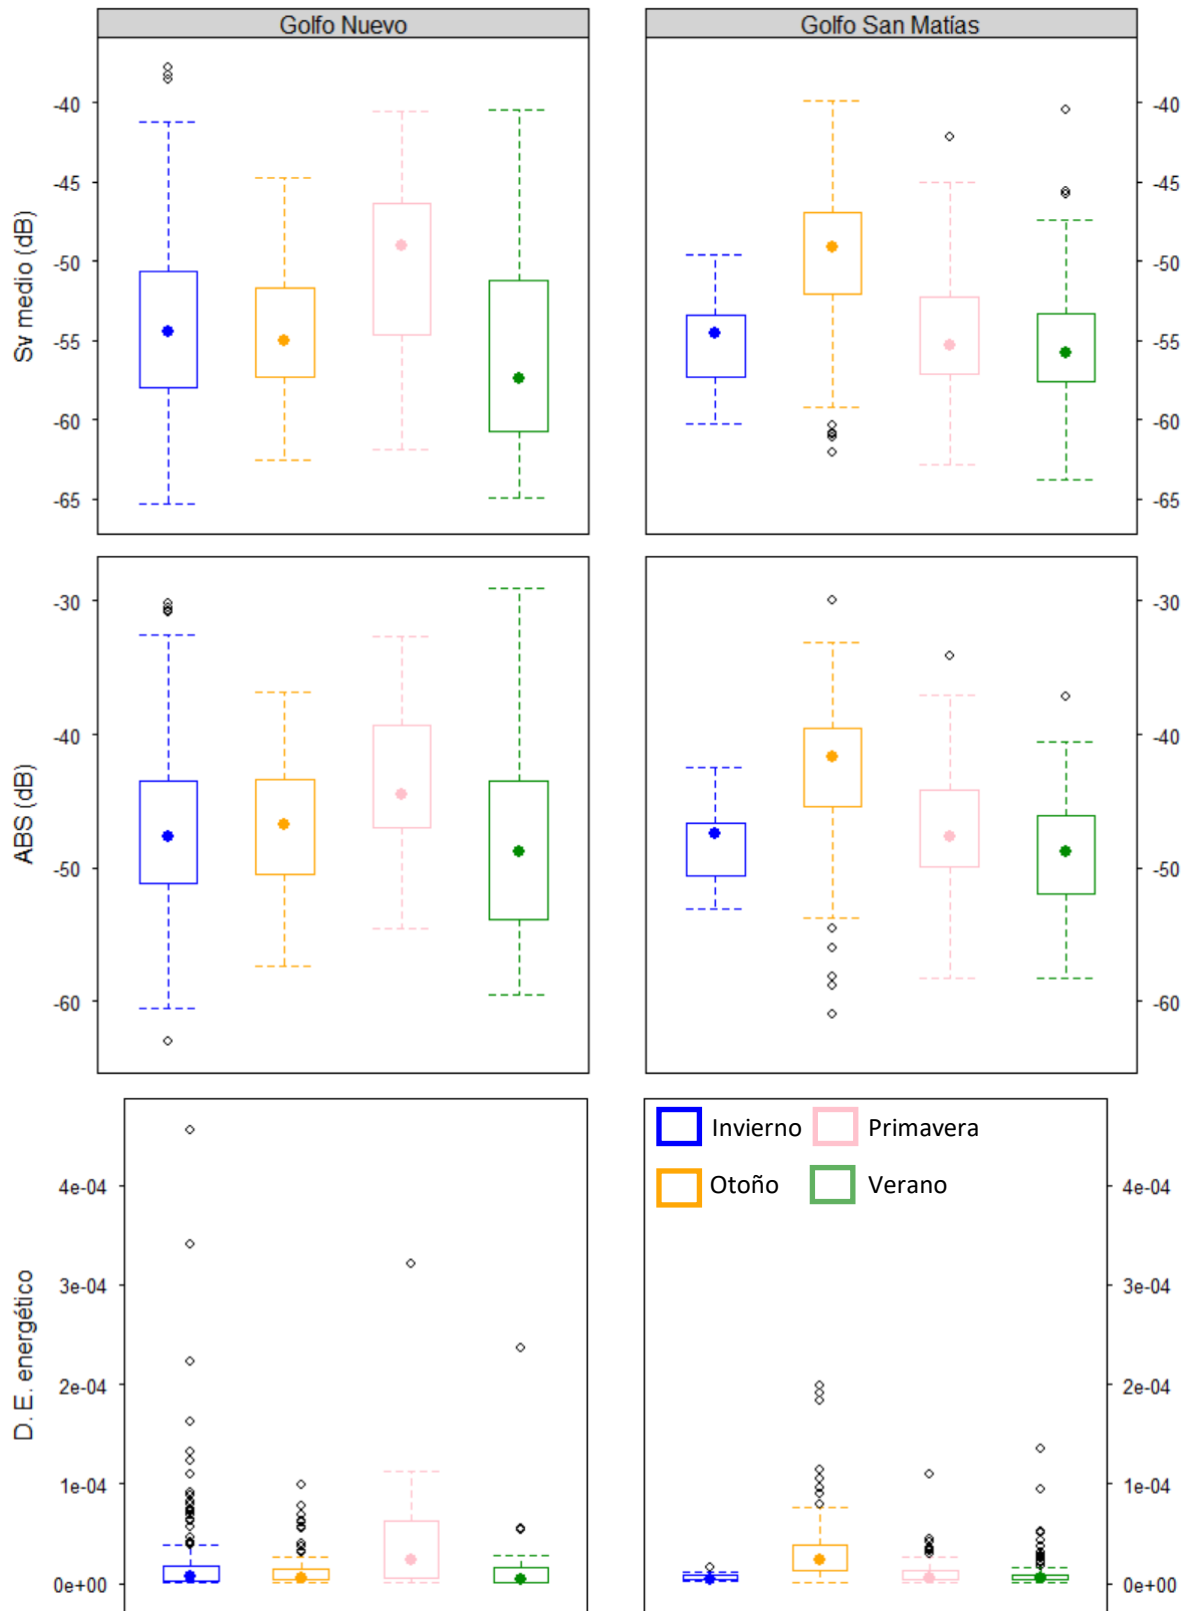 Golfo Nuevo
Golfo San Matías
Sv medio (dB)
-40
-45
-50
-55
-60
-65
-40
-45
-50
-55
-60
-65
ABS (dB)
-30
-40
-50
-60
-30
-40
-50
-60
D. E. energético
4e-04
3e-04
2e-04
1e-04
0e+00
Invierno
Primavera
Otoño
Verano
4e-04
3e-04
2e-04
1e-04
0e+00